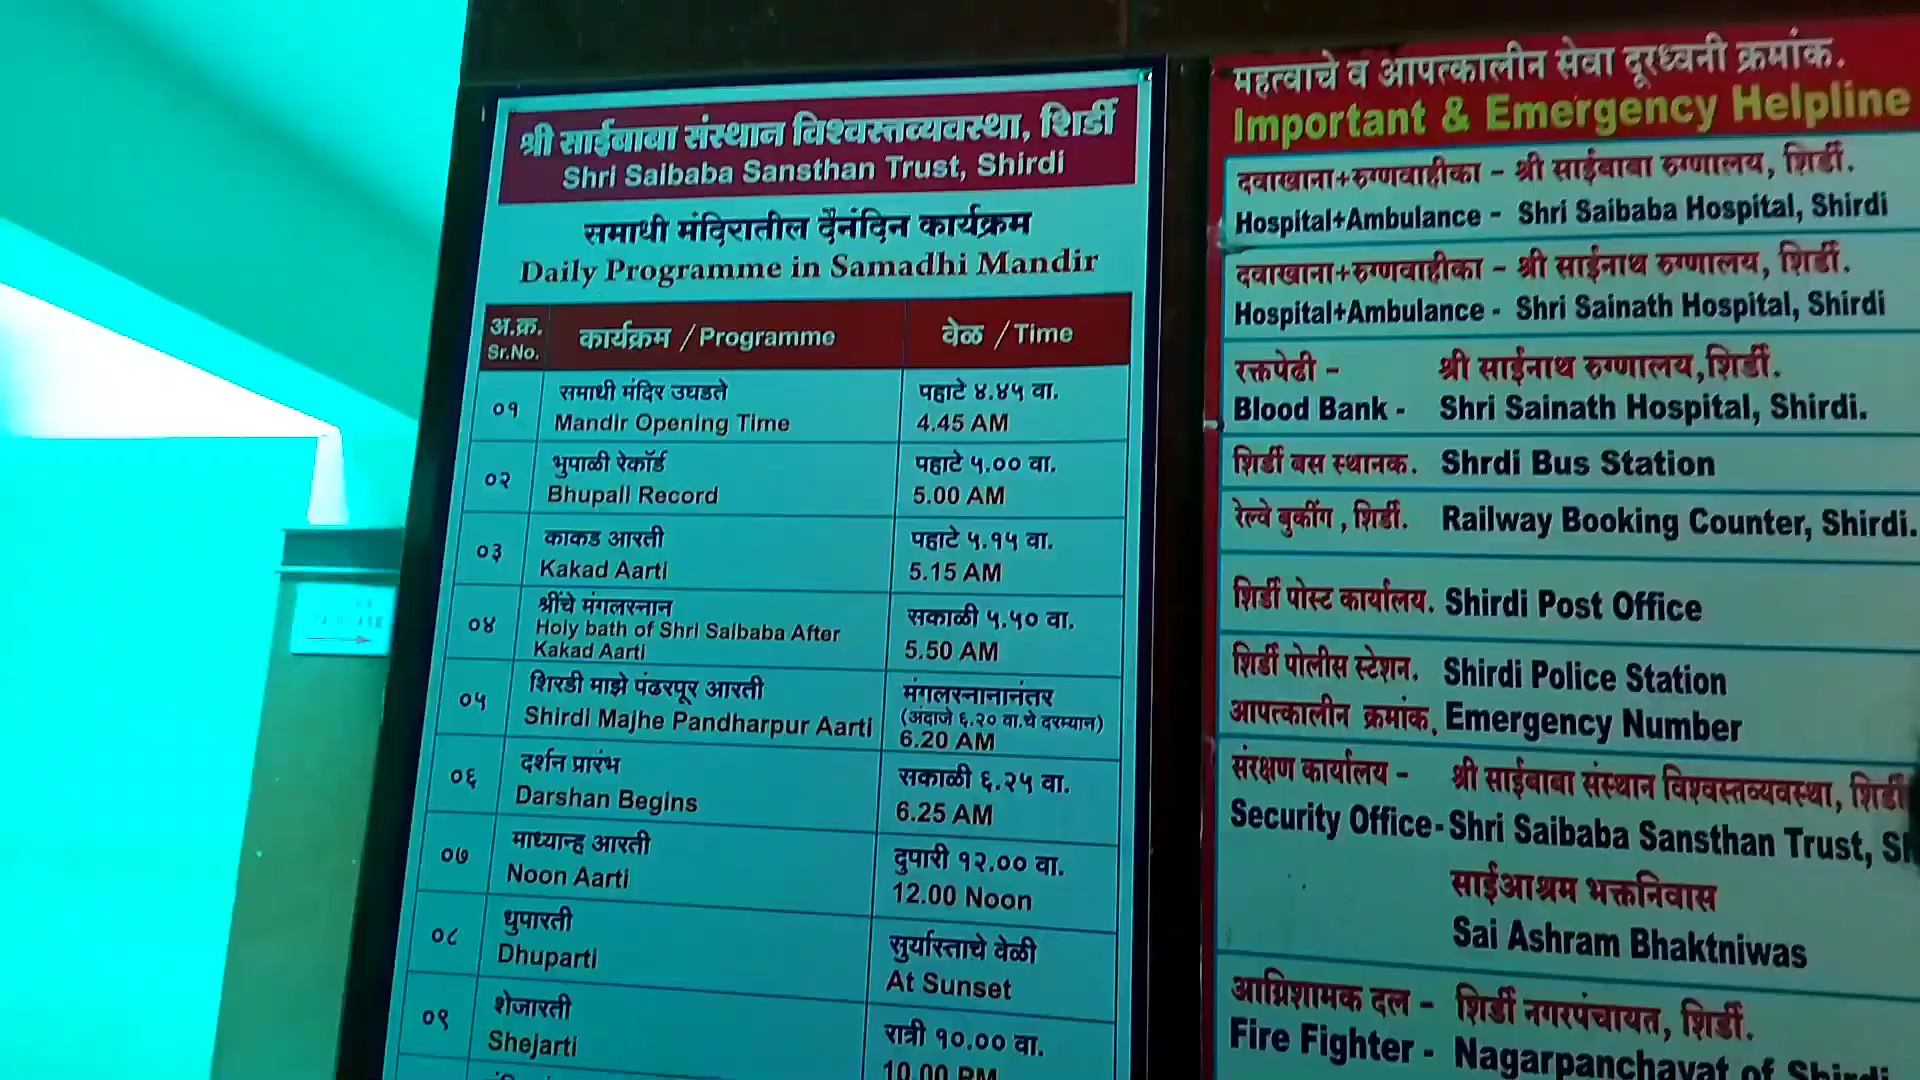 श्री साईबाबा संस्थान विश्वस्तव्यवस्था, शिर्डी
Shri Saibaba Sansthan Trust, Shirdi
समाधी मंदिरातील दैनंदिन कार्यक्रम
Daily Programme in Samadhi Mandir
अ.क्र. Sr.No. कार्यक्रम / Programme वेळ / Time
०१ समाधी मंदिर उघडते पहाटे ४.४५ वा.
Mandir Opening Time 4.45 AM
०२ भुपाळी रेकॉर्ड पहाटे ५.०० वा.
Bhupali Record 5.00 AM
०३ काकड आरती पहाटे ५.१५ वा.
Kakad Aarti 5.15 AM
०४ श्रींचे मंगलस्नान सकाळी ५.५० वा.
Holy bath of Shri Saibaba After
Kakad Aarti 5.50 AM
०५ शिरडी माझे पंढरपूर आरती मंगलस्नानानंतर
(अंदाजे ६.२० वा.चे दरम्यान)
Shirdi Majhe Pandharpur Aarti 6.20 AM
०६ दर्शन प्रारंभ सकाळी ६.२५ वा.
Darshan Begins 6.25 AM
०७ माध्यान्ह आरती दुपारी १२.०० वा.
Noon Aarti 12.00 Noon
०८ धुपारती सुर्यास्ताचे वेळी
Dhuparti At Sunset
०९ शेजारती रात्री १०.०० वा.
Shejarti 10.00 PM
महत्वाचे व आपत्कालीन सेवा दूरध्वनी क्रमांक.
Important & Emergency Helpline
दवाखाना+रुग्णवाहीका - श्री साईबाबा रुग्णालय, शिर्डी.
Hospital+Ambulance - Shri Saibaba Hospital, Shirdi
दवाखाना+रुग्णवाहीका - श्री साईनाथ रुग्णालय, शिर्डी.
Hospital+Ambulance - Shri Sainath Hospital, Shirdi
रक्तपेढी - श्री साईनाथ रुग्णालय,शिर्डी.
Blood Bank - Shri Sainath Hospital, Shirdi.
शिर्डी बस स्थानक. Shrdi Bus Station
रेल्वे बुकींग , शिर्डी. Railway Booking Counter, Shirdi.
शिर्डी पोस्ट कार्यालय. Shirdi Post Office
शिर्डी पोलीस स्टेशन. Shirdi Police Station
आपत्कालीन क्रमांक. Emergency Number
संरक्षण कार्यालय - श्री साईबाबा संस्थान विश्वस्तव्यवस्था, शिर्डी
Security Office- Shri Saibaba Sansthan Trust, Sh
साईआश्रम भक्तनिवास
Sai Ashram Bhaktniwas
आग्निशामक दल - शिर्डी नगरपंचायत, शिर्डी.
Fire Fighter - Nagarpanchayat of Shirdi